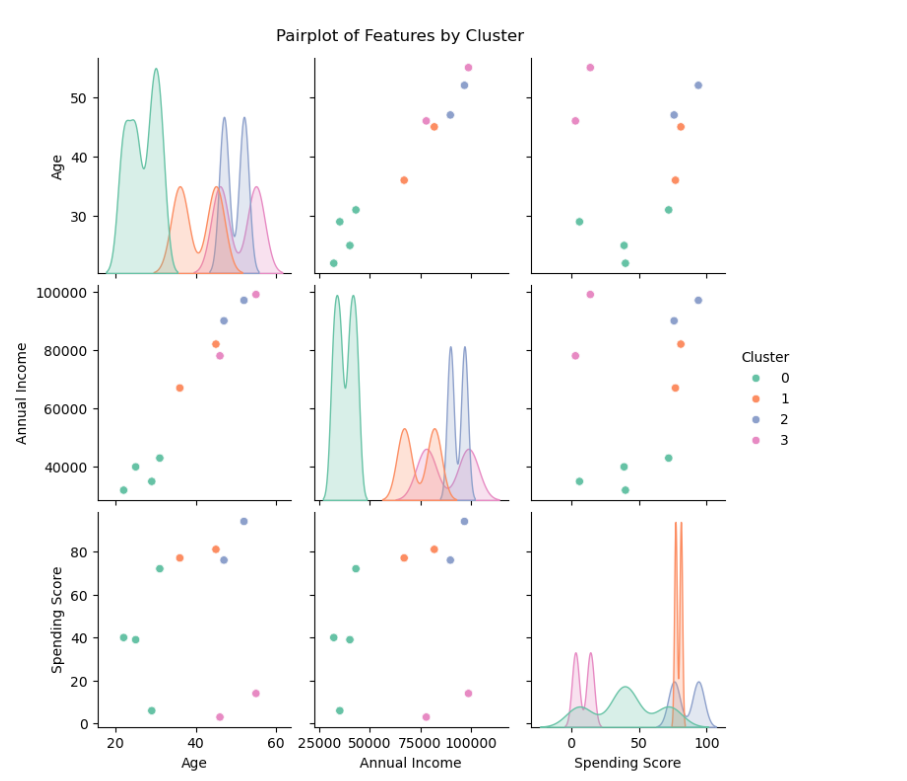 Pairplot of Features by Cluster
50
40
30
Age
100000
80000
60000
40000
Annual Income
Cluster
0
1
2
3
80
60
40
20
0
Spending Score
20 40 60
25000 50000 75000 100000
0 50 100
Age
Annual Income
Spending Score